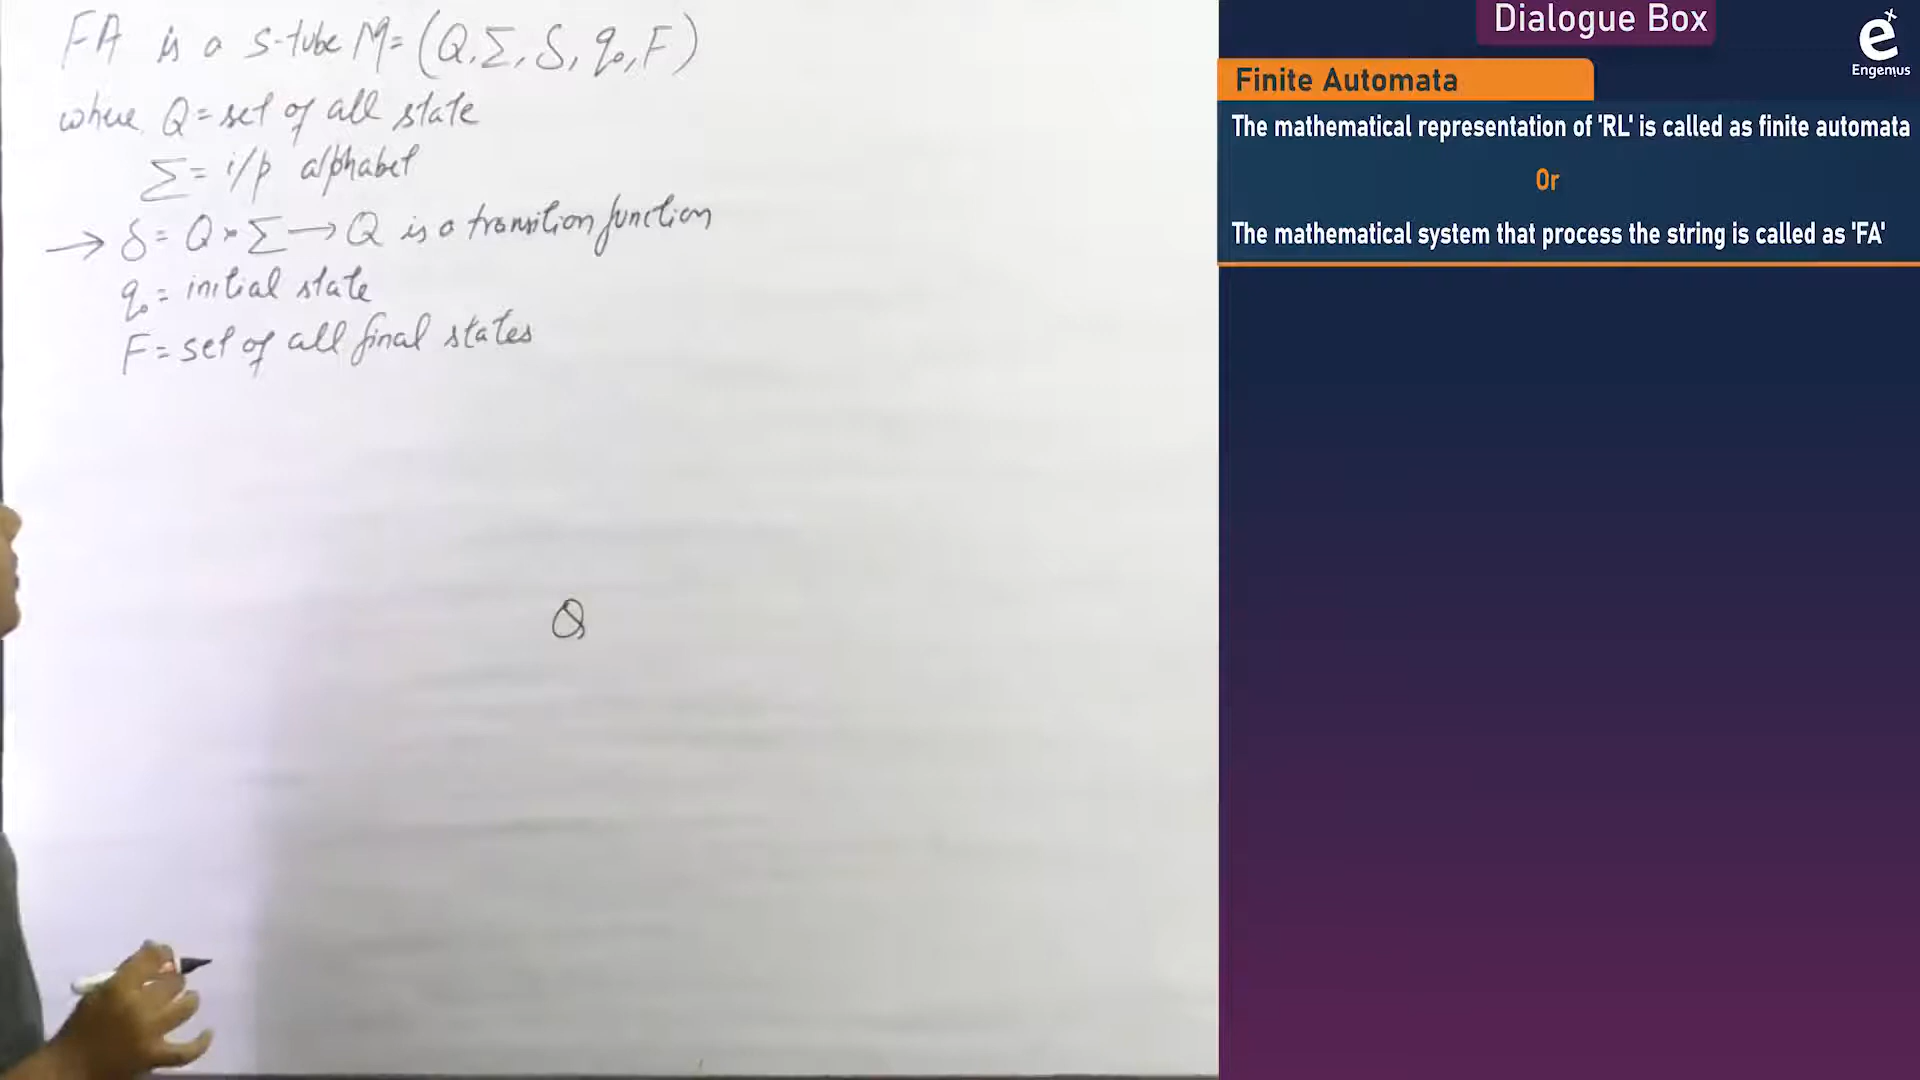 FA is a 5-tube M= (Q, Σ, δ, q₀, F)
where Q = set of all state
Σ = i/p alphabet
→ δ = Q × Σ → Q is a transition function
q₀ = initial state
F = set of all final states
Q
Dialogue Box
eˣ
Engenius
Finite Automata
The mathematical representation of 'RL' is called as finite automata
Or
The mathematical system that process the string is called as 'FA'